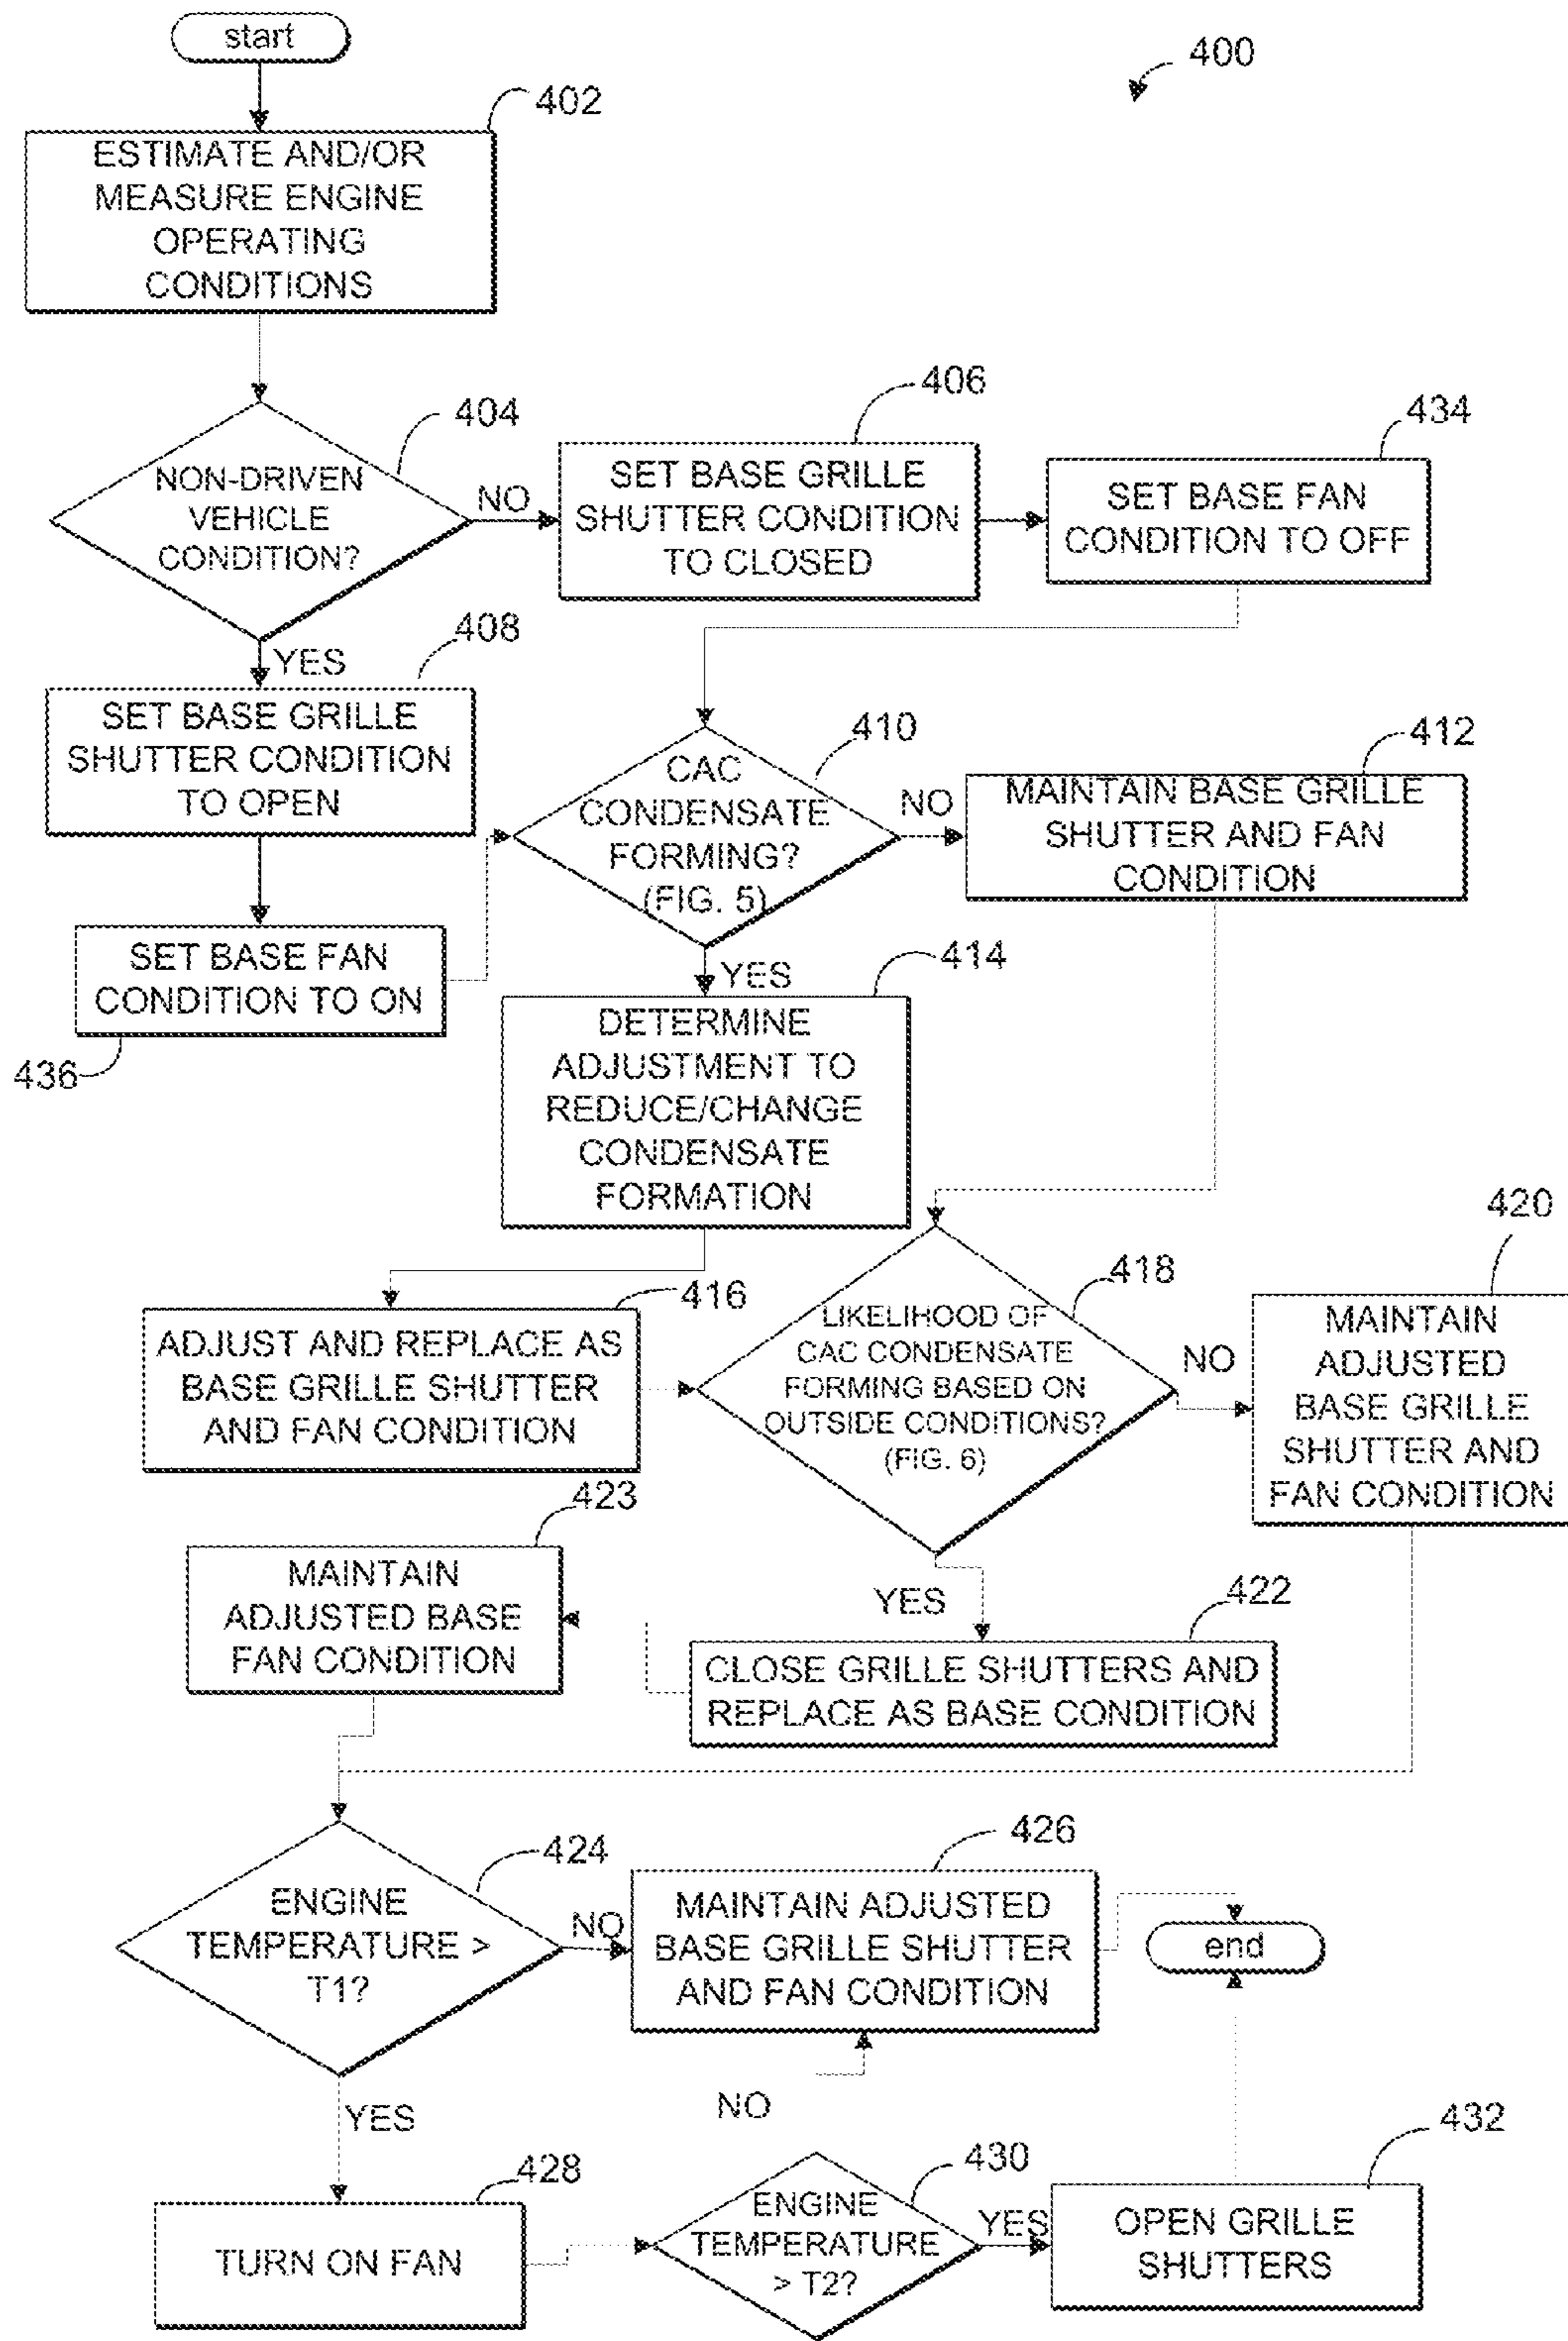 start
400
402
ESTIMATE AND/OR
MEASURE ENGINE
OPERATING
CONDITIONS
404
NON-DRIVEN
VEHICLE
CONDITION?
NO
406
SET BASE GRILLE
SHUTTER CONDITION
TO CLOSED
434
SET BASE FAN
CONDITION TO OFF
YES
408
SET BASE GRILLE
SHUTTER CONDITION
TO OPEN
SET BASE FAN
CONDITION TO ON
436
410
CAC
CONDENSATE
FORMING?
(FIG. 5)
NO
412
MAINTAIN BASE GRILLE
SHUTTER AND FAN
CONDITION
YES
414
DETERMINE
ADJUSTMENT TO
REDUCE/CHANGE
CONDENSATE
FORMATION
416
ADJUST AND REPLACE AS
BASE GRILLE SHUTTER
AND FAN CONDITION
418
LIKELIHOOD OF
CAC CONDENSATE
FORMING BASED ON
OUTSIDE CONDITIONS?
(FIG. 6)
NO
420
MAINTAIN
ADJUSTED
BASE GRILLE
SHUTTER AND
FAN CONDITION
YES
422
CLOSE GRILLE SHUTTERS AND
REPLACE AS BASE CONDITION
423
MAINTAIN
ADJUSTED BASE
FAN CONDITION
424
ENGINE
TEMPERATURE >
T1?
NO
426
MAINTAIN ADJUSTED
BASE GRILLE SHUTTER
AND FAN CONDITION
end
YES
428
TURN ON FAN
NO
430
ENGINE
TEMPERATURE
> T2?
YES
432
OPEN GRILLE
SHUTTERS